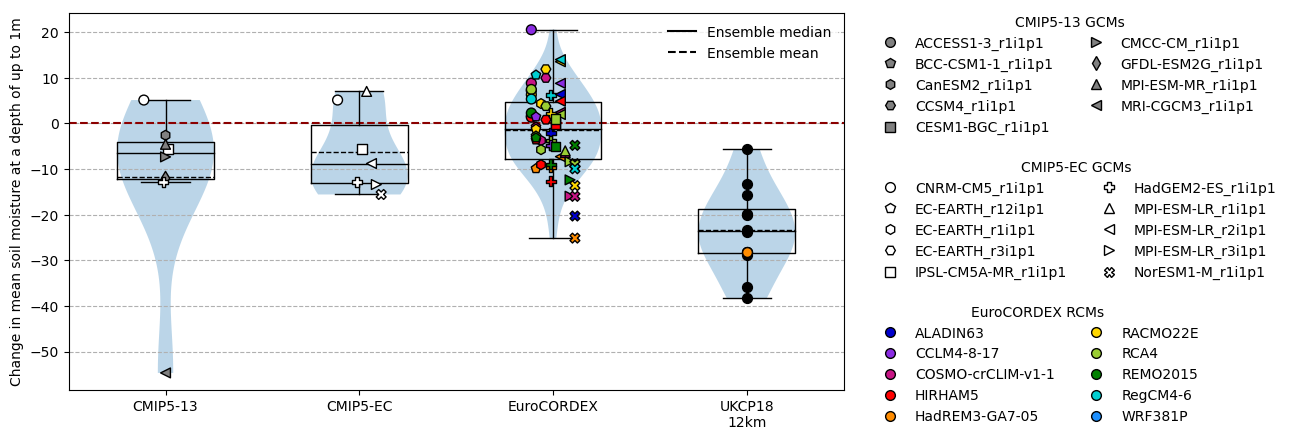 Change in mean soil moisture at a depth of up to 1m
20
10
0
−10
−20
−30
−40
−50
Ensemble median
Ensemble mean
CMIP5-13
CMIP5-EC
EuroCORDEX
UKCP18
12km
CMIP5-13 GCMs
ACCESS1-3_r1i1p1
BCC-CSM1-1_r1i1p1
CanESM2_r1i1p1
CCSM4_r1i1p1
CESM1-BGC_r1i1p1
CMCC-CM_r1i1p1
GFDL-ESM2G_r1i1p1
MPI-ESM-MR_r1i1p1
MRI-CGCM3_r1i1p1
CMIP5-EC GCMs
CNRM-CM5_r1i1p1
EC-EARTH_r12i1p1
EC-EARTH_r1i1p1
EC-EARTH_r3i1p1
IPSL-CM5A-MR_r1i1p1
HadGEM2-ES_r1i1p1
MPI-ESM-LR_r1i1p1
MPI-ESM-LR_r2i1p1
MPI-ESM-LR_r3i1p1
NorESM1-M_r1i1p1
EuroCORDEX RCMs
ALADIN63
CCLM4-8-17
COSMO-crCLIM-v1-1
HIRHAM5
HadREM3-GA7-05
RACMO22E
RCA4
REMO2015
RegCM4-6
WRF381P